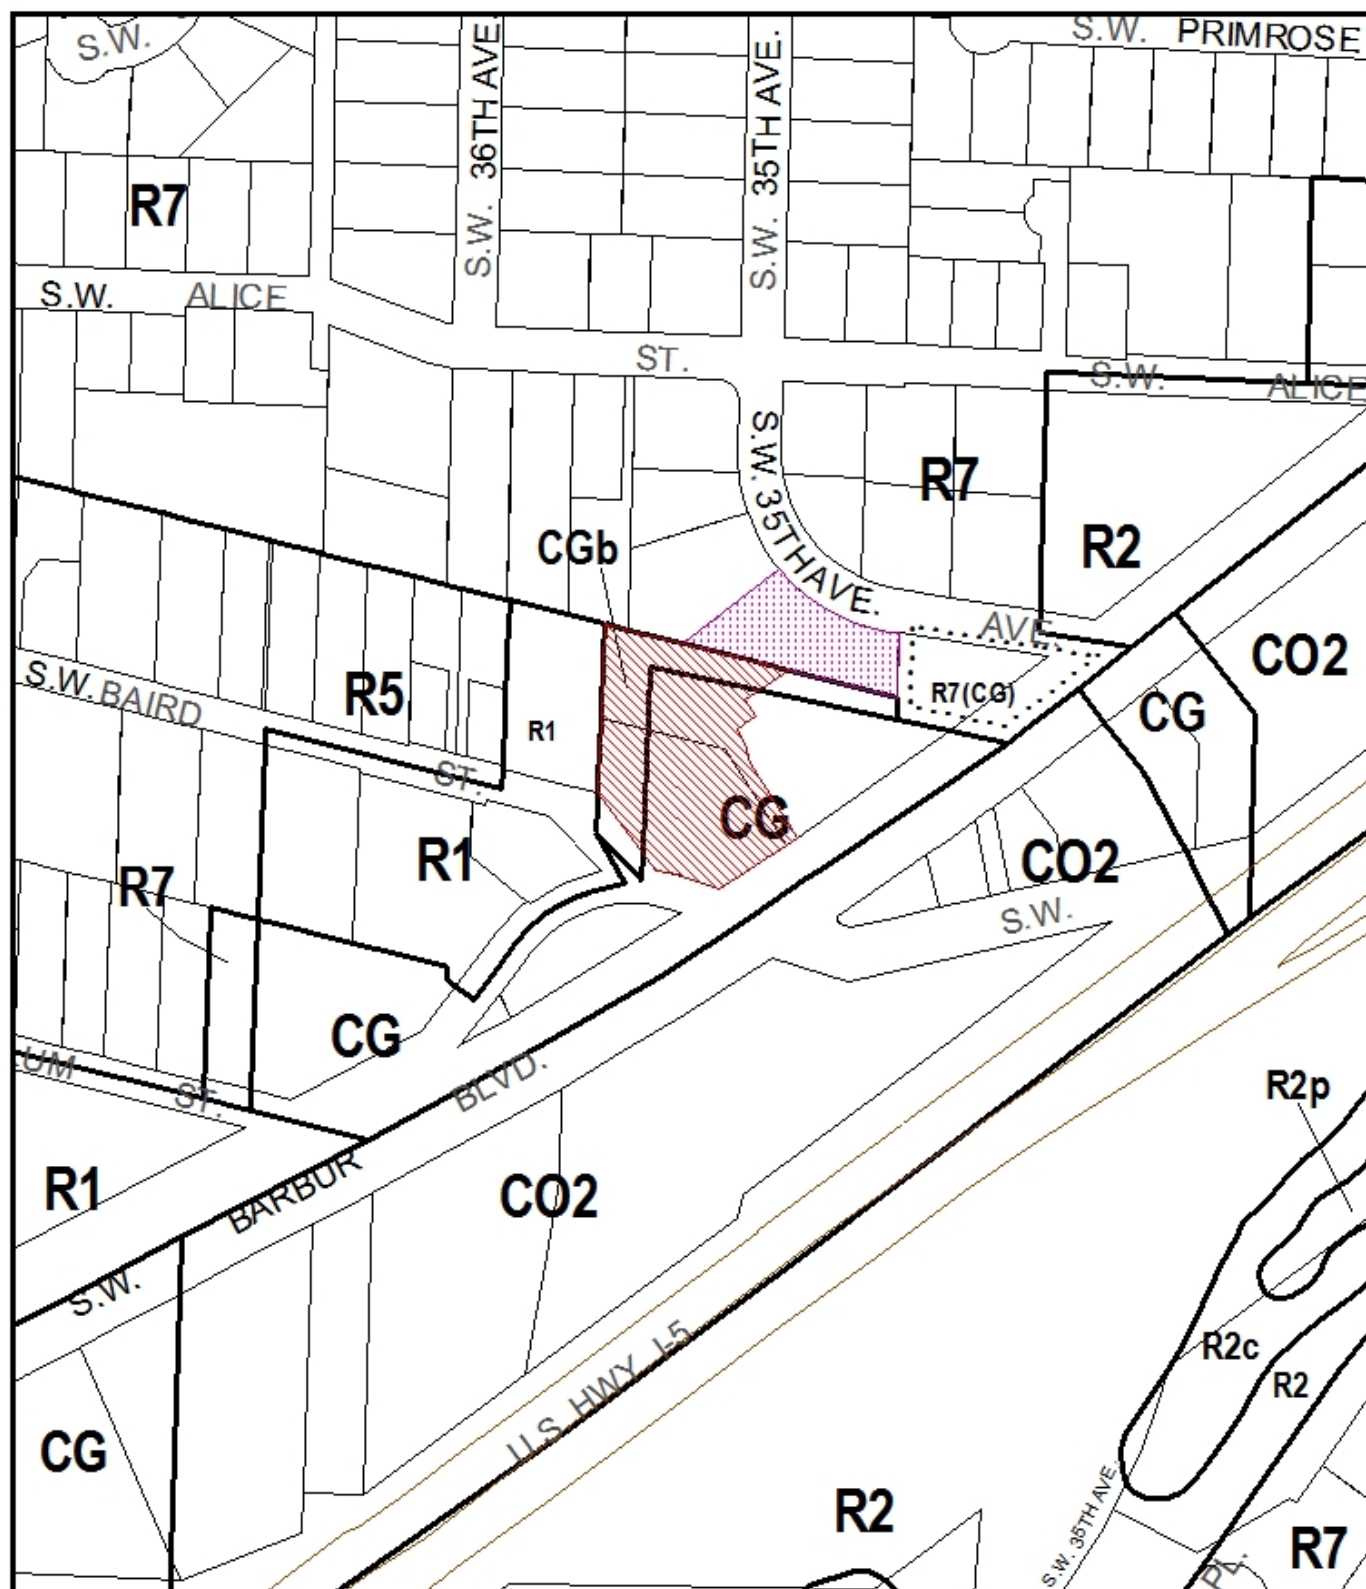 S.W.
S.W. PRIMROSE
S.W. 36TH AVE.
S.W. 35TH AVE.
R7
S.W. ALICE
ST.
S.W. ALICE
S.W. 35TH AVE.
R7
R2
CGb
AVE.
CO2
R7(CG)
CG
S.W. BAIRD
R5
R1
ST.
CG
R1
CO2
R7
S.W.
CG
UM
ST.
BLVD.
R2p
R1
BARBUR
CO2
S.W.
U.S. HWY. I-5
R2c
R2
CG
S.W. 35TH AVE.
R2
R7
PL.